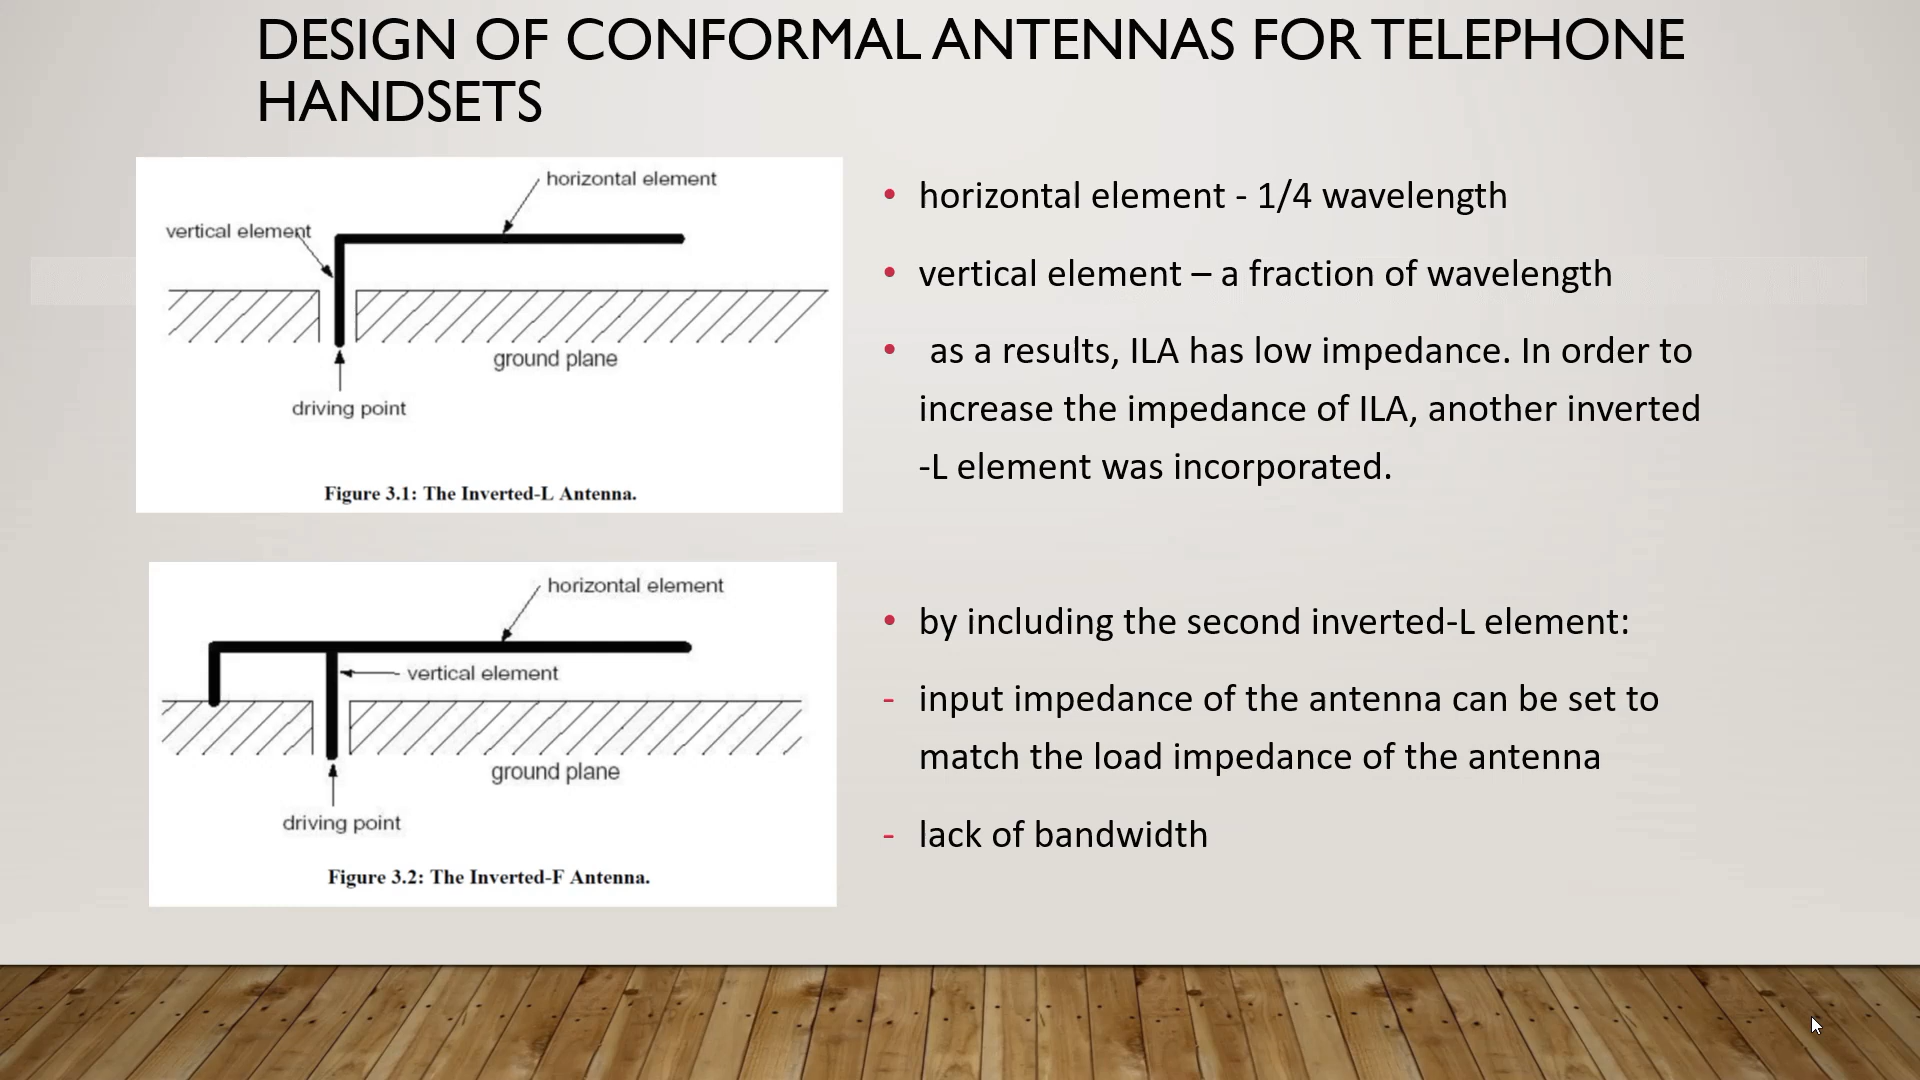 DESIGN OF CONFORMAL ANTENNAS FOR TELEPHONE
HANDSETS
horizontal element
vertical element
ground plane
driving point
Figure 3.1: The Inverted-L Antenna.
• horizontal element - 1/4 wavelength
• vertical element – a fraction of wavelength
• as a results, ILA has low impedance. In order to
increase the impedance of ILA, another inverted
-L element was incorporated.
horizontal element
vertical element
ground plane
driving point
Figure 3.2: The Inverted-F Antenna.
• by including the second inverted-L element:
- input impedance of the antenna can be set to
match the load impedance of the antenna
- lack of bandwidth